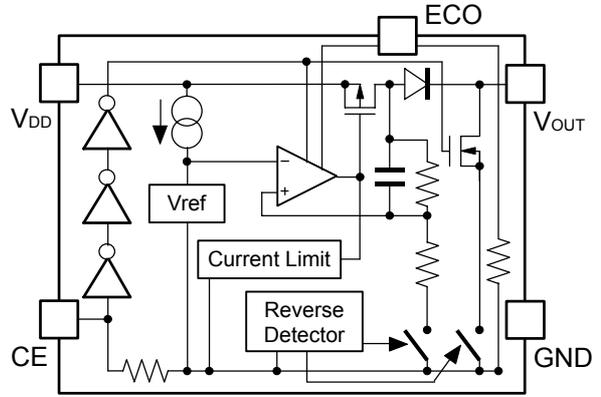 ECO
VDD
VOUT
−
+
Vref
Current Limit
Reverse
Detector
CE
GND